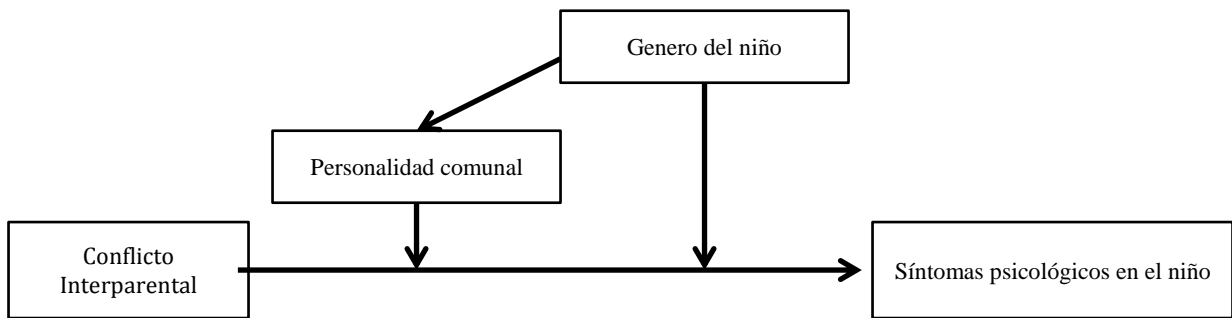 Genero del niño
Personalidad comunal
Conflicto
Interparental
Síntomas psicológicos en el niño